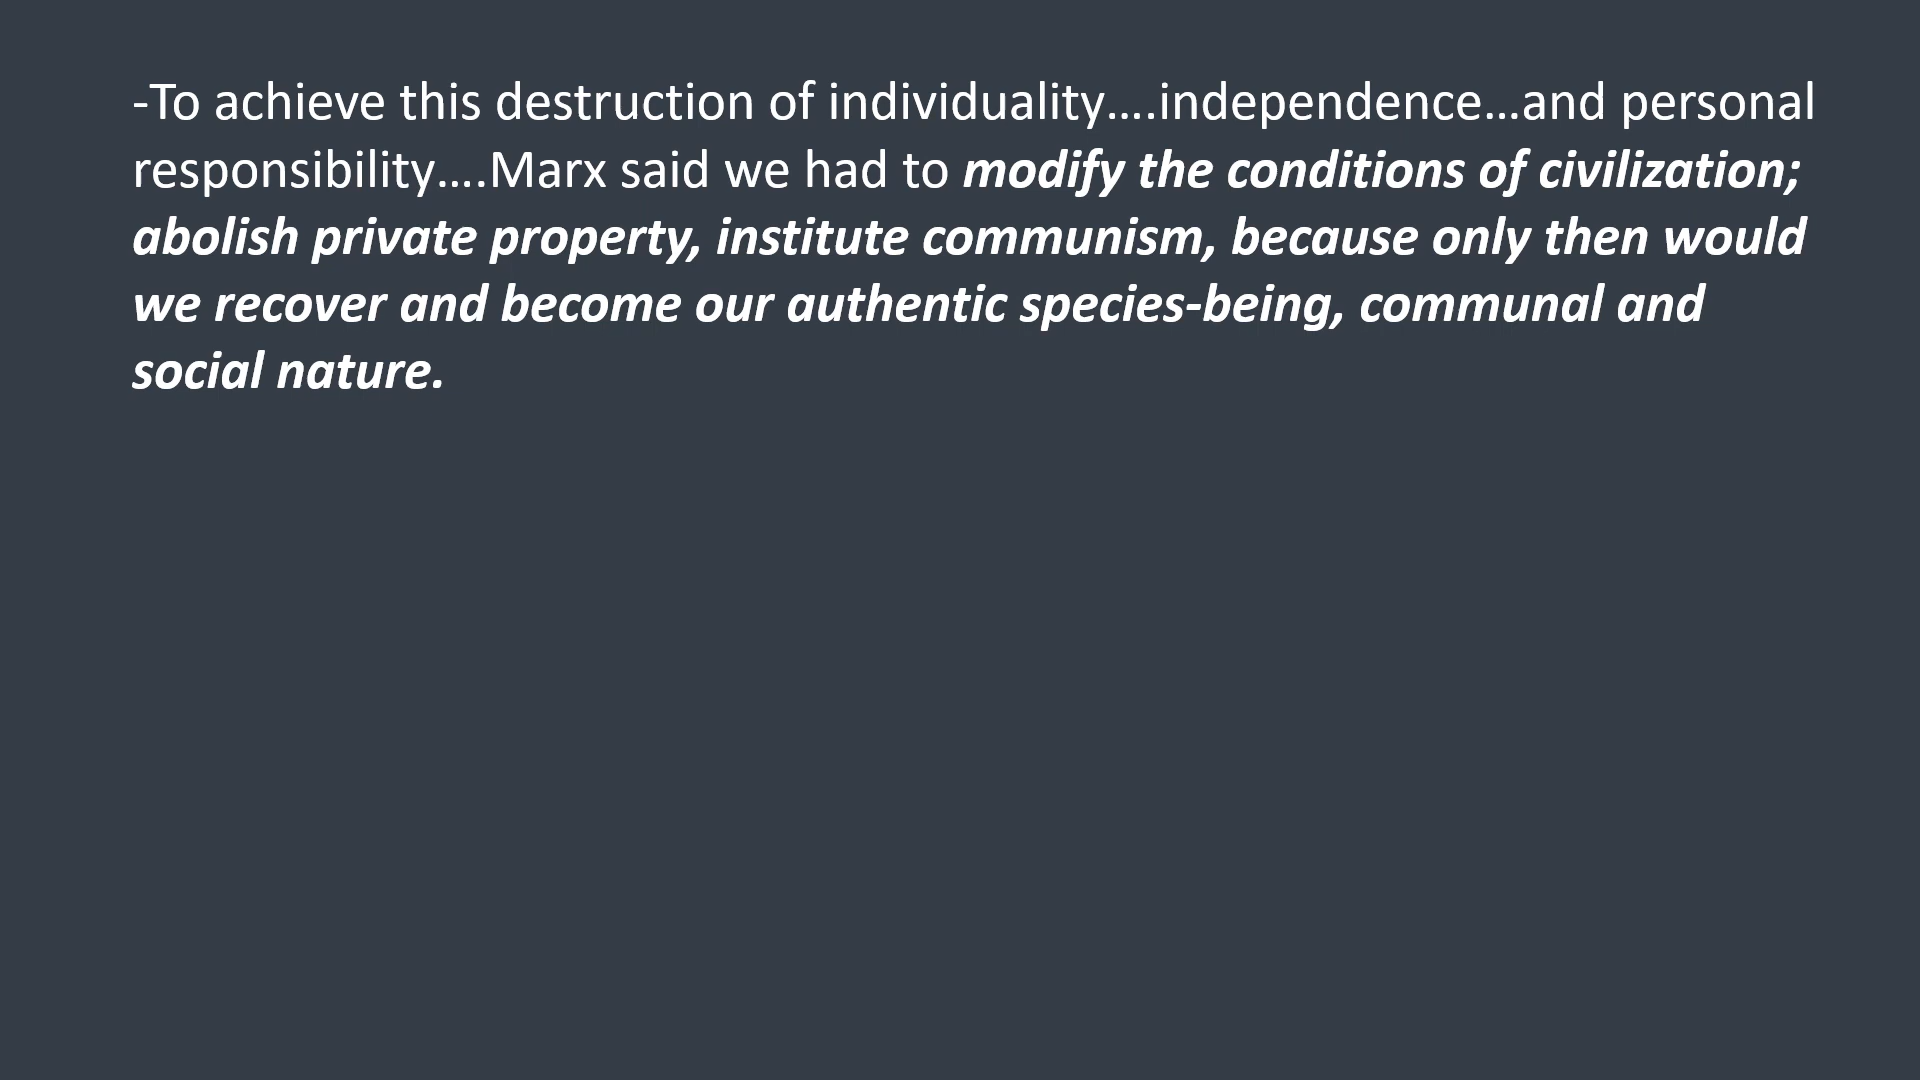 -To achieve this destruction of individuality….independence…and personal
responsibility….Marx said we had to modify the conditions of civilization;
abolish private property, institute communism, because only then would
we recover and become our authentic species-being, communal and
social nature.